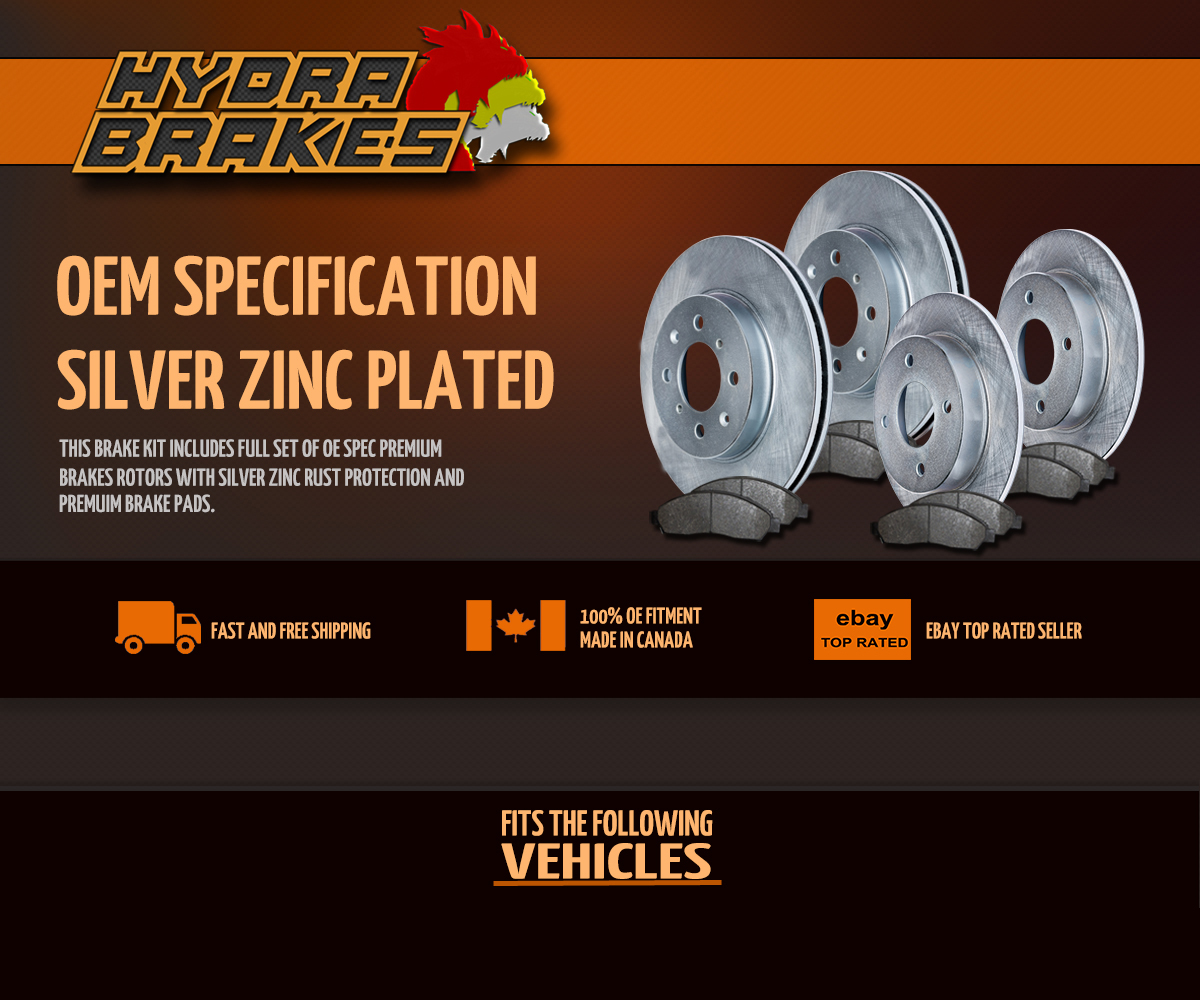 HYDRA
BRAKES
OEM SPECIFICATION
SILVER ZINC PLATED
THIS BRAKE KIT INCLUDES FULL SET OF OE SPEC PREMIUM
BRAKES ROTORS WITH SILVER ZINC RUST PROTECTION AND
PREMUIM BRAKE PADS.
FAST AND FREE SHIPPING
100% OE FITMENT
MADE IN CANADA
ebay
TOP RATED
EBAY TOP RATED SELLER
FITS THE FOLLOWING
VEHICLES